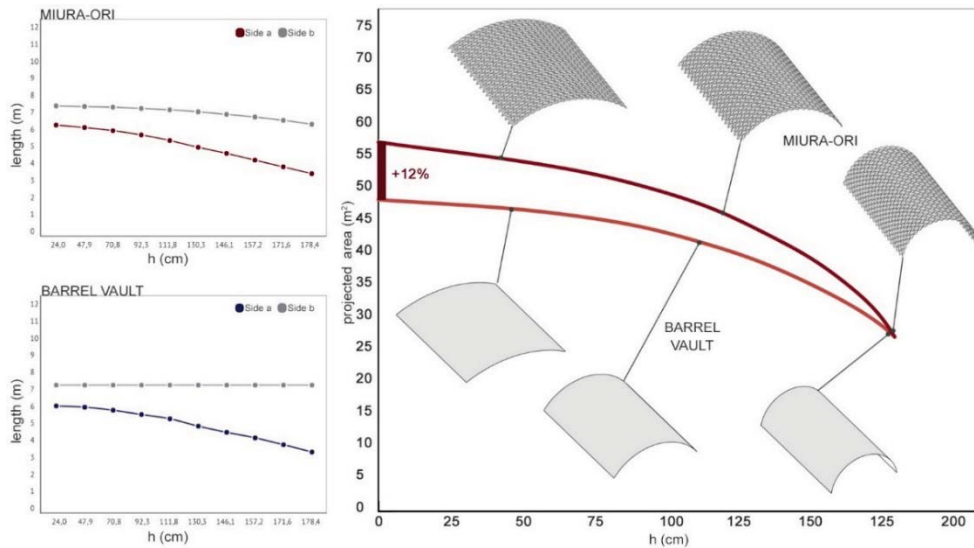 MIURA-ORI
Side a Side b
12
11
10
9
8
7
6
5
4
3
2
1
0
length (m)
24,0 47,9 70,8 92,3 111,8 130,3 146,1 157,2 171,6 178,4
h (cm)
BARREL VAULT
Side a Side b
12
11
10
9
8
7
6
5
4
3
2
1
0
length (m)
24,0 47,9 70,8 92,3 111,8 130,3 146,1 157,2 171,6 178,4
h (cm)
75
70
65
60
55
50
45
40
35
30
25
20
15
10
5
0
projected area (m²)
+12%
MIURA-ORI
BARREL
VAULT
0 50 75 100 125 150 125 200
h (cm)